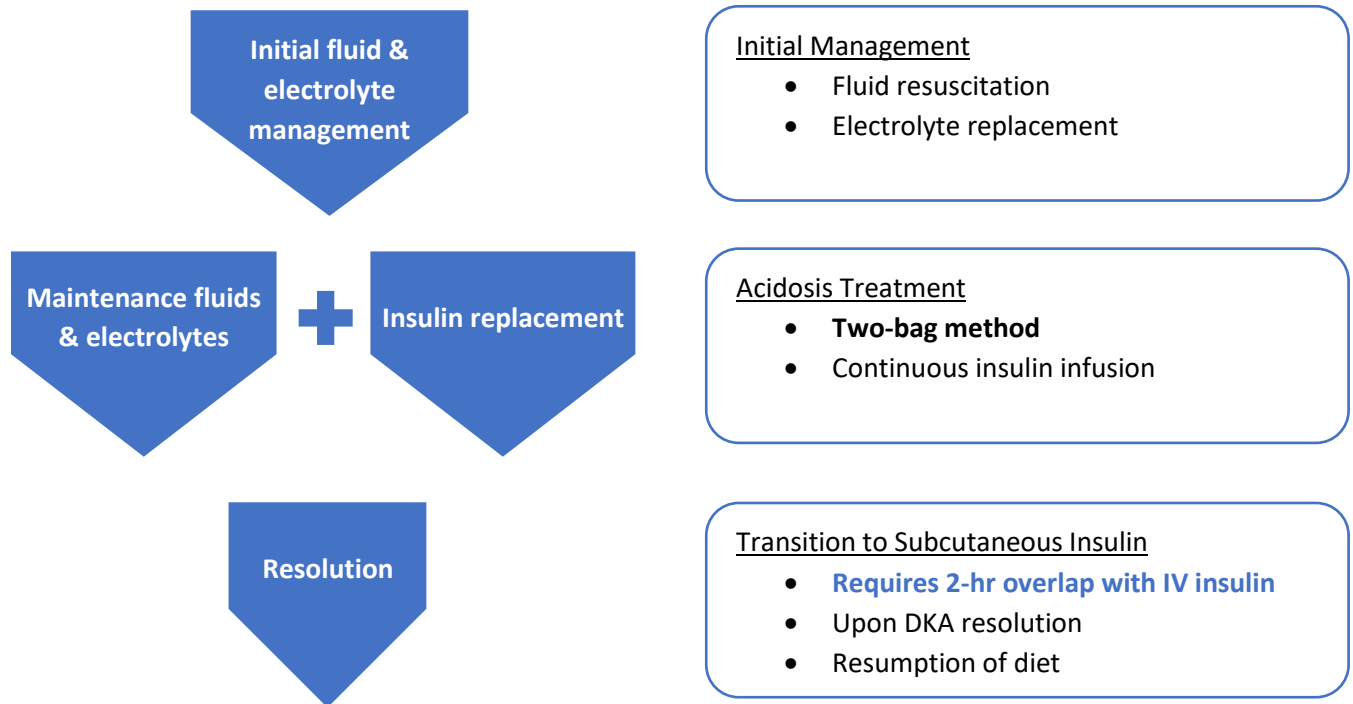 Initial fluid &
electrolyte
management
Initial Management
• Fluid resuscitation
• Electrolyte replacement
Maintenance fluids
& electrolytes
Insulin replacement
Acidosis Treatment
• Two-bag method
• Continuous insulin infusion
Resolution
Transition to Subcutaneous Insulin
• Requires 2-hr overlap with IV insulin
• Upon DKA resolution
• Resumption of diet